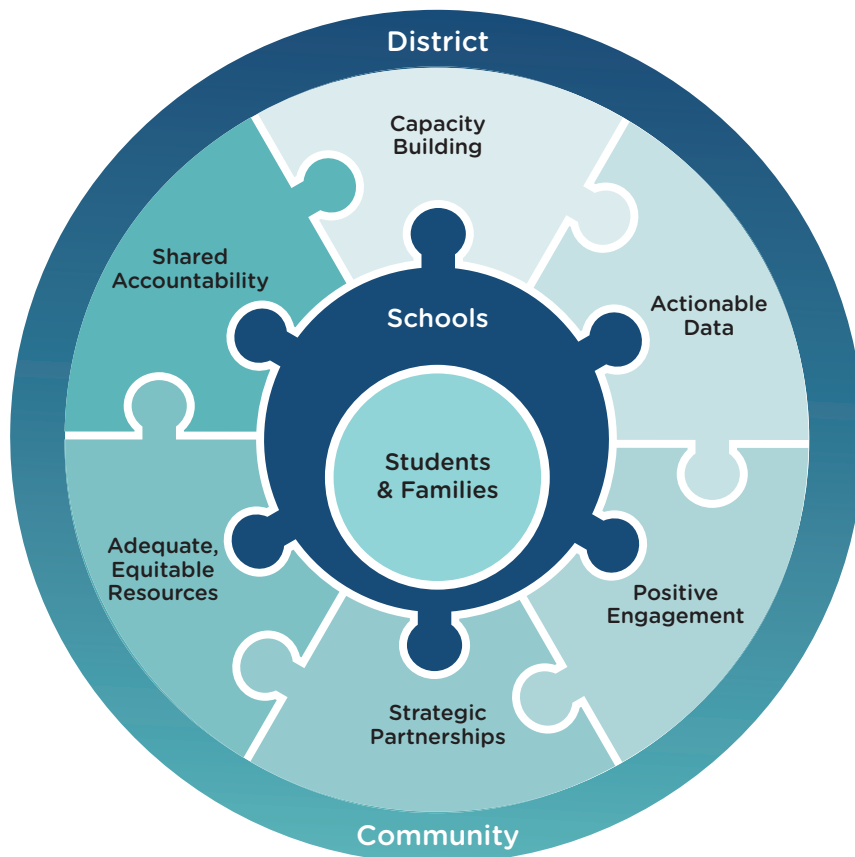 District
Capacity
Building
Shared
Accountability
Actionable
Data
Schools
Students
& Families
Adequate,
Equitable
Resources
Positive
Engagement
Strategic
Partnerships
Community